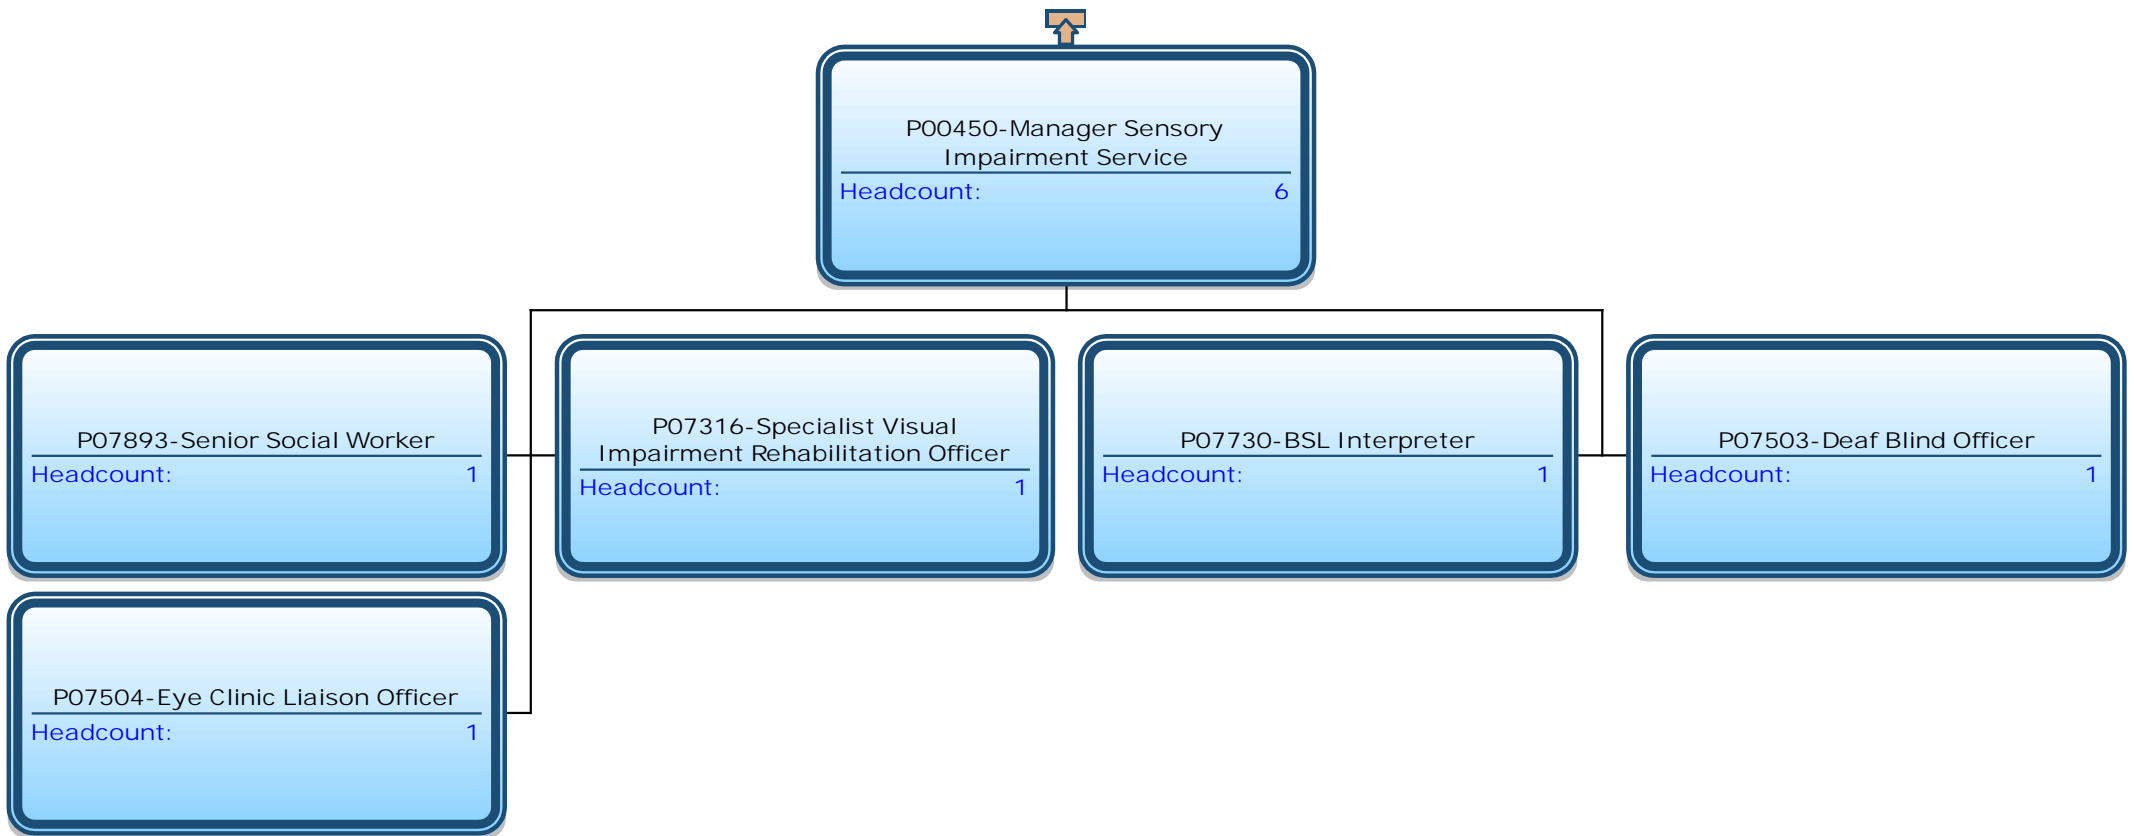 P00450-Manager Sensory
Impairment Service
Headcount: 6
P07893-Senior Social Worker
Headcount: 1
P07316-Specialist Visual
Impairment Rehabilitation Officer
Headcount: 1
P07730-BSL Interpreter
Headcount: 1
P07503-Deaf Blind Officer
Headcount: 1
P07504-Eye Clinic Liaison Officer
Headcount: 1